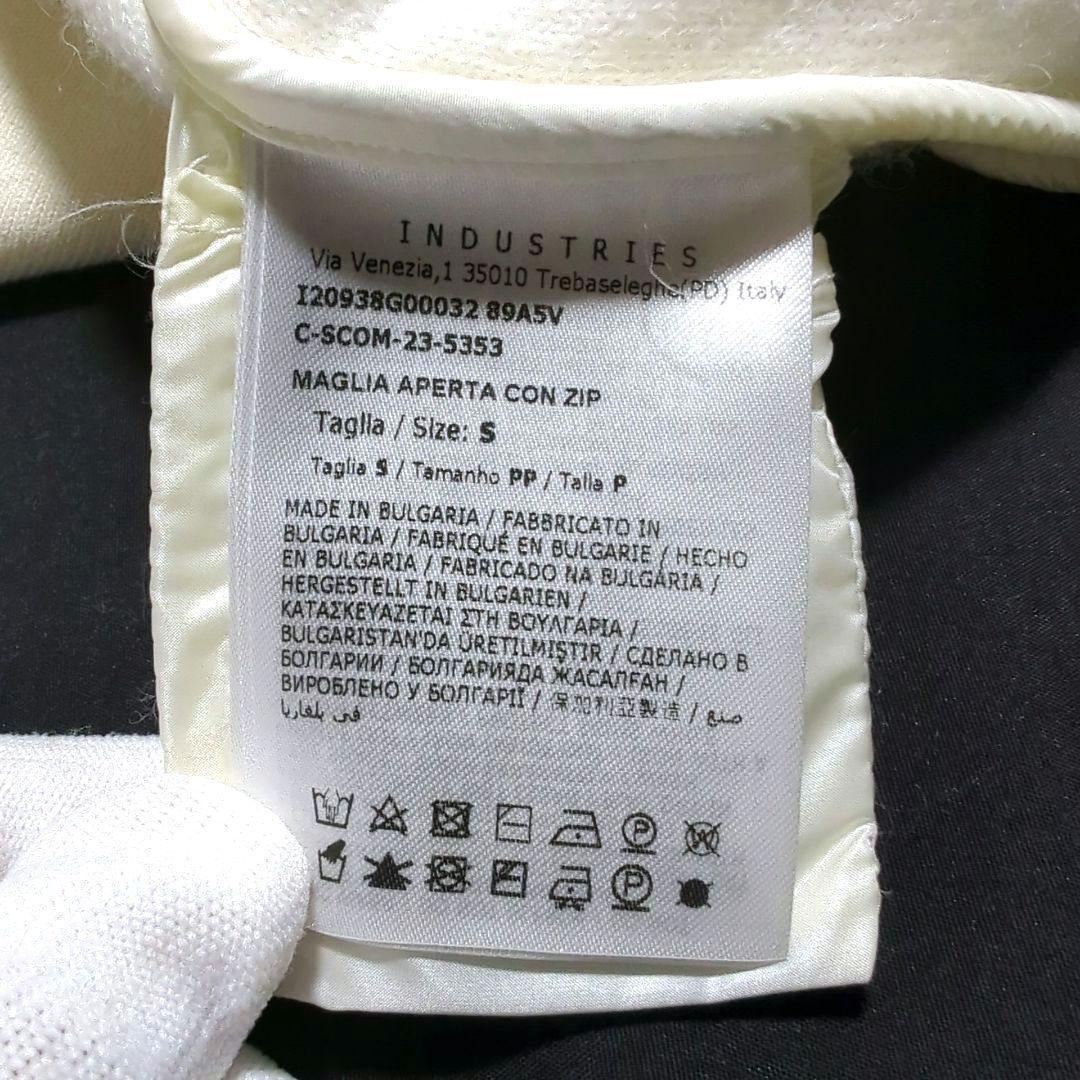 INDUSTRIES
Via Venezia,1 35010 Trebaseleghe(PD) Italy
I20938G00032 89A5V
C-SCOM-23-5353
MAGLIA APERTA CON ZIP
Taglia / Size: S
Taglia S / Tamanho PP / Talla P
MADE IN BULGARIA / FABBRICATO IN
BULGARIA / FABRIQUÉ EN BULGARIE / HECHO
EN BULGARIA / FABRICADO NA BULGÁRIA /
HERGESTELLT IN BULGARIEN /
ΚΑΤΑΣΚΕΥΑΖΕΤΑΙ ΣΤΗ ΒΟΥΛΓΑΡΙΑ /
BULGARISTAN'DA ÜRETILMIŞTIR / СДЕЛАНО В
БОЛГАРИИ / БОЛГАРИЯДА ЖАСАЛҒАН /
ВИРОБЛЕНО У БОЛГАРІЇ / 保加利亞製造 / صنع
في بلغاريا
P W
P